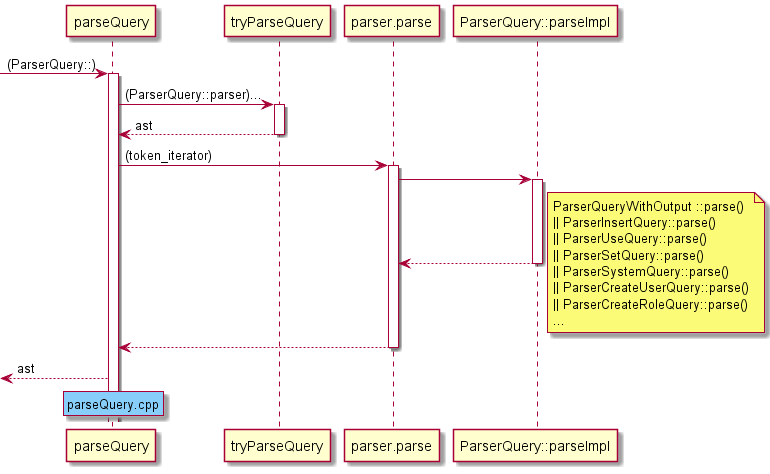 parseQuery
tryParseQuery
parser.parse
ParserQuery::parseImpl
(ParserQuery::)
(ParserQuery::parser)...
ast
(token_iterator)
ParserQueryWithOutput ::parse()
|| ParserInsertQuery::parse()
|| ParserUseQuery::parse()
|| ParserSetQuery::parse()
|| ParserSystemQuery::parse()
|| ParserCreateUserQuery::parse()
|| ParserCreateRoleQuery::parse()
...
ast
parseQuery.cpp
parseQuery
tryParseQuery
parser.parse
ParserQuery::parseImpl